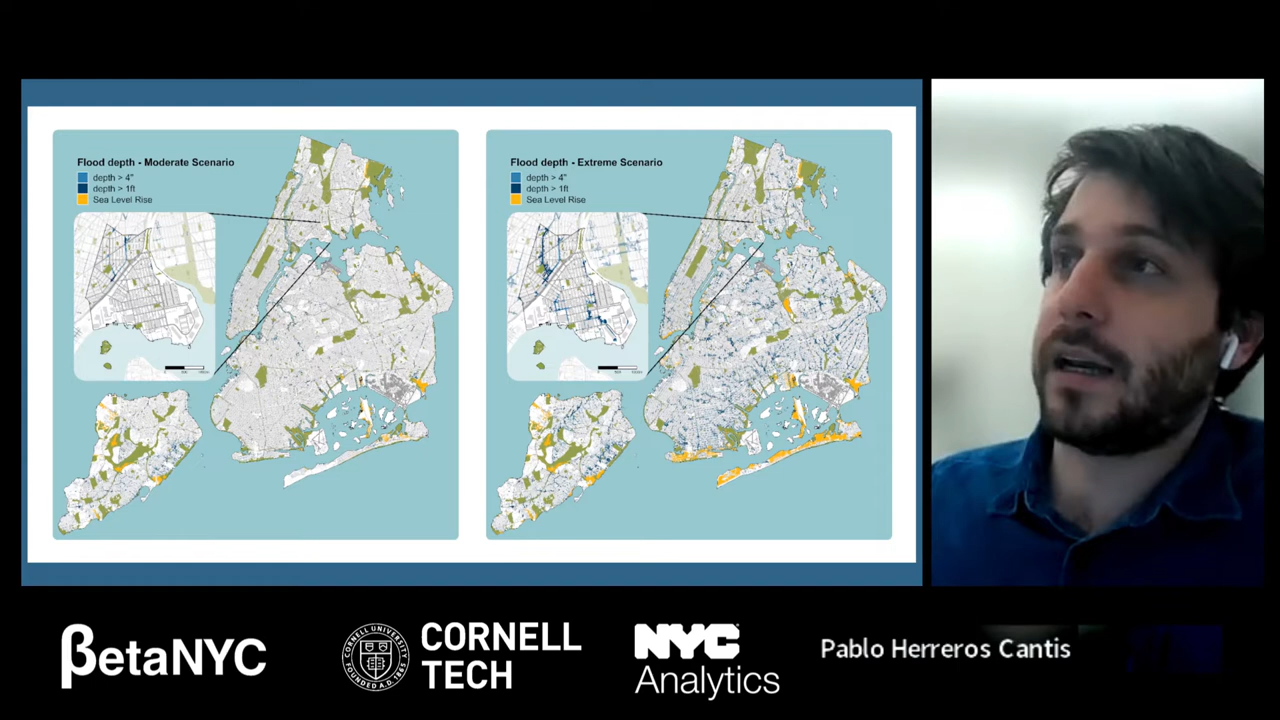 Flood depth - Moderate Scenario
depth > 4"
depth > 1ft
Sea Level Rise
Flood depth - Extreme Scenario
depth > 4"
depth > 1ft
Sea Level Rise
βetaNYC
CORNELL
TECH
NYC
Analytics
Pablo Herreros Cantis